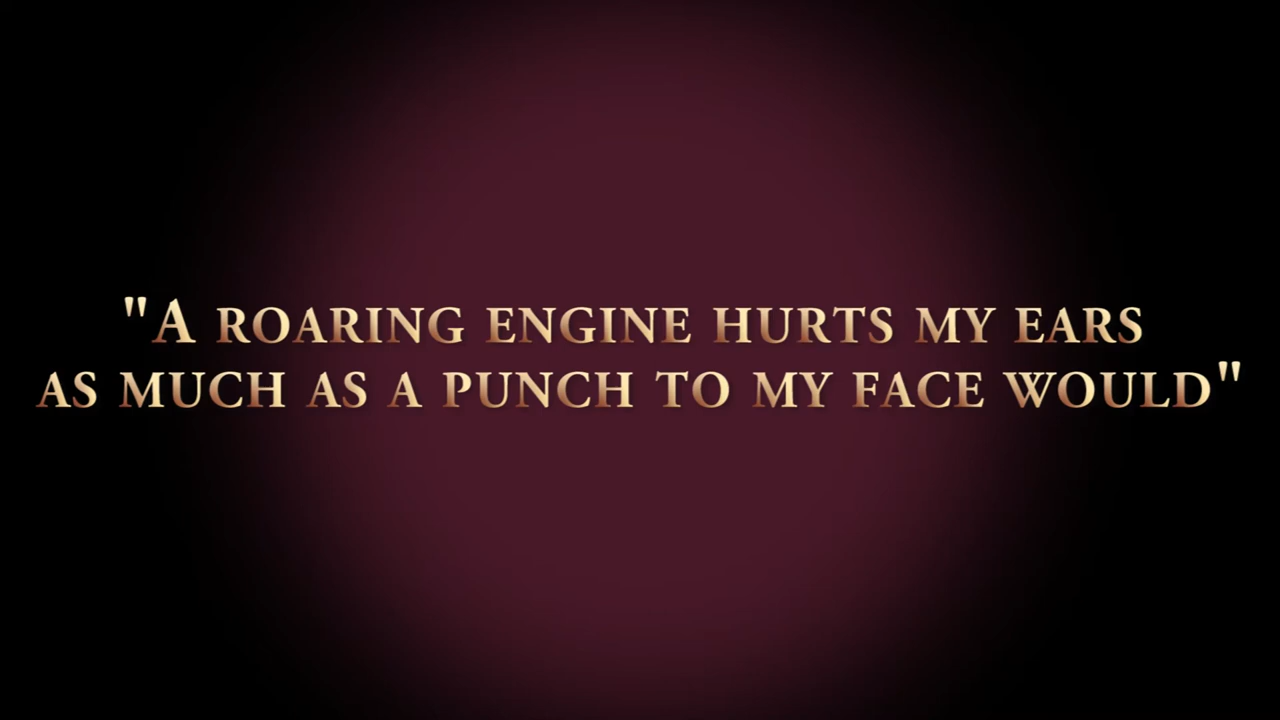 "A ROARING ENGINE HURTS MY EARS
AS MUCH AS A PUNCH TO MY FACE WOULD"